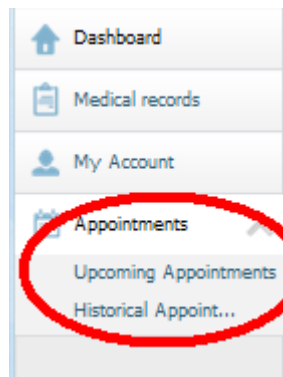 Dashboard
Medical records
My Account
Appointments
Upcoming Appointments
Historical Appoint...